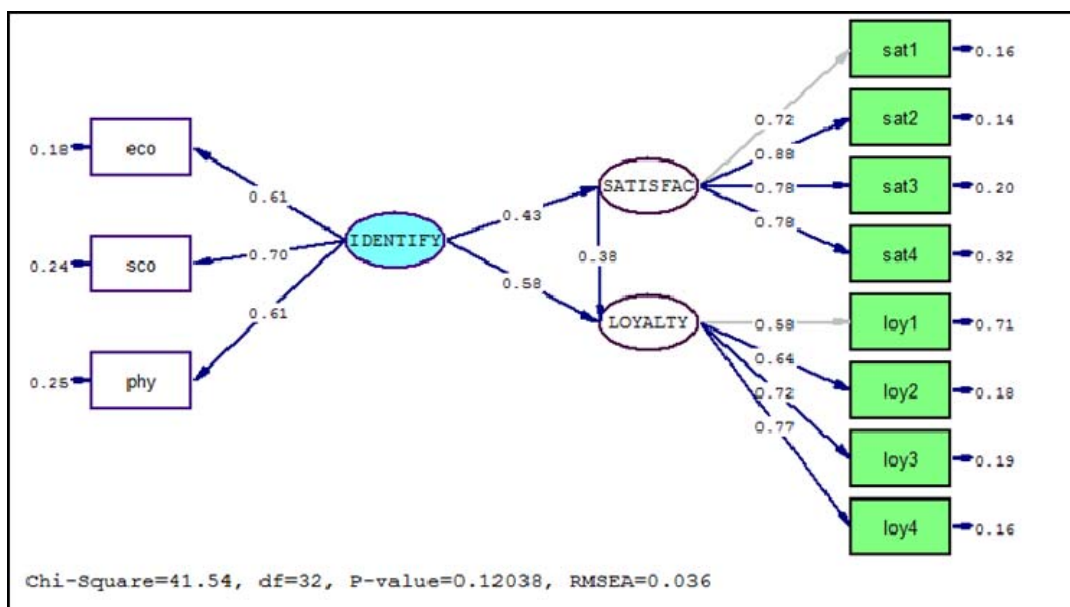 sat1
0.16
0.72
sat2
0.14
0.18
eco
0.88
SATISFAC
sat3
0.20
0.61
0.43
0.78
0.78
IDENTIFY
sat4
0.32
0.24
sco
0.70
0.38
0.58
LOYALTY
0.58
loy1
0.71
0.61
0.64
0.25
phy
loy2
0.18
0.72
0.77
loy3
0.19
loy4
0.16
Chi-Square=41.54, df=32, P-value=0.12038, RMSEA=0.036